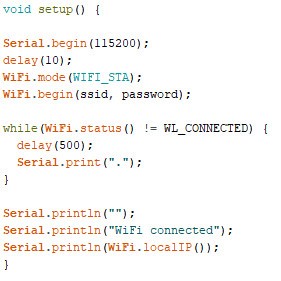 void setup() {
Serial.begin(115200);
delay(10);
WiFi.mode(WIFI_STA);
WiFi.begin(ssid, password);
while(WiFi.status() != WL_CONNECTED) {
  delay(500);
  Serial.print(".");
}
Serial.println("");
Serial.println("WiFi connected");
Serial.println(WiFi.localIP());
}